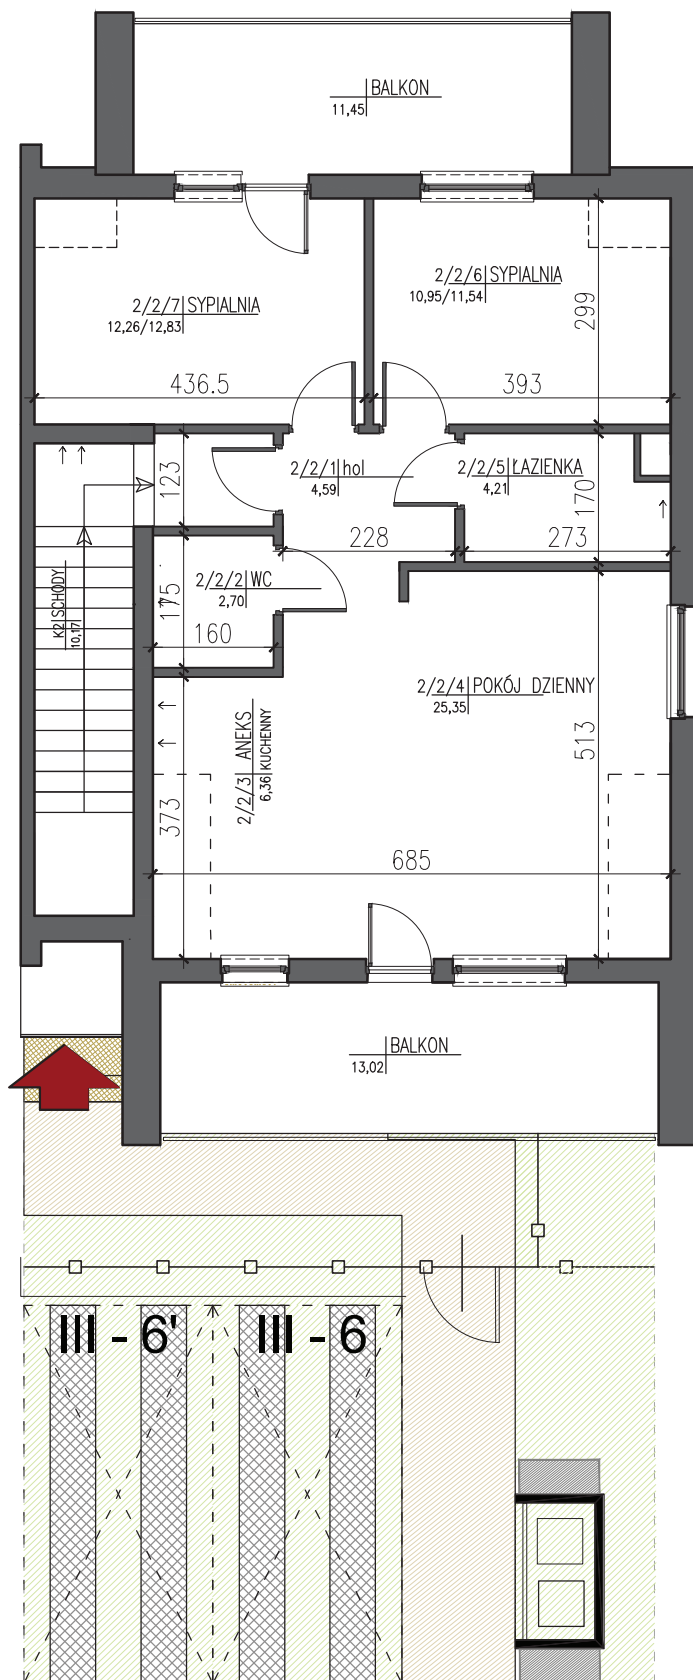 BALKON
11,45
2/2/7 SYPIALNIA
12,26/12,83
2/2/6 SYPIALNIA
10,95/11,54
299
436.5
393
123
2/2/1 hol
4,59
2/2/5 ŁAZIENKA
4,21
170
228
273
K2 SCHODY
10,17
175
2/2/2 WC
2,70
160
2/2/4 POKÓJ DZIENNY
25,35
2/2/3 ANEKS
6,36 KUCHENNY
513
373
685
BALKON
13,02
III - 6'
III - 6